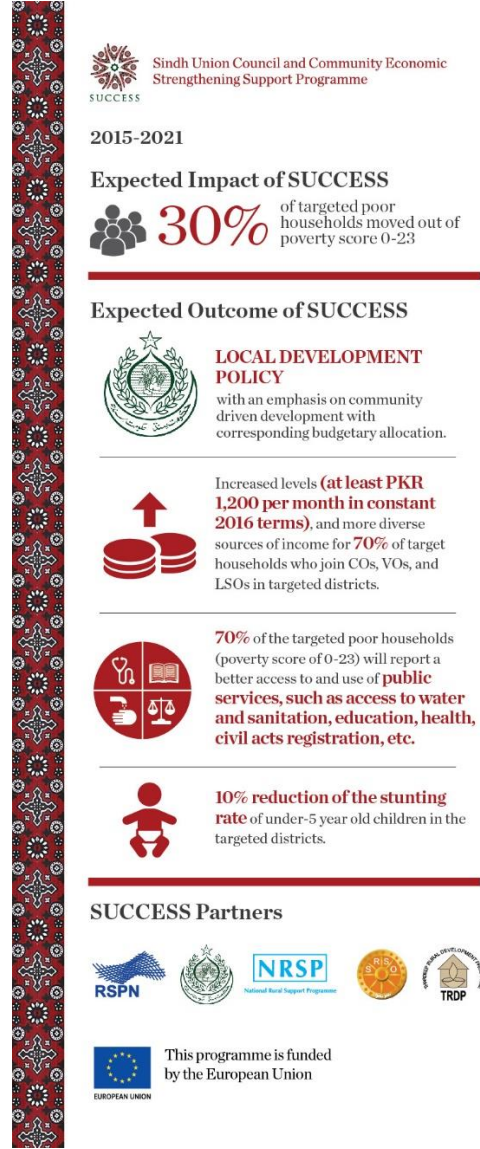 Sindh Union Council and Community Economic
Strengthening Support Programme
SUCCESS
2015-2021
Expected Impact of SUCCESS
30%
of targeted poor
households moved out of
poverty score 0-23
Expected Outcome of SUCCESS
LOCAL DEVELOPMENT
POLICY
with an emphasis on community
driven development with
corresponding budgetary allocation.
Increased levels (at least PKR
1,200 per month in constant
2016 terms), and more diverse
sources of income for 70% of target
households who join COs, VOs, and
LSOs in targeted districts.
70% of the targeted poor households
(poverty score of 0-23) will report a
better access to and use of public
services, such as access to water
and sanitation, education, health,
civil acts registration, etc.
10% reduction of the stunting
rate of under-5 year old children in the
targeted districts.
SUCCESS Partners
RSPN
NRSP
National Rural Support Programme
SRSO
RURAL DEVELOPMENT
TRDP
EUROPEAN UNION
This programme is funded
by the European Union